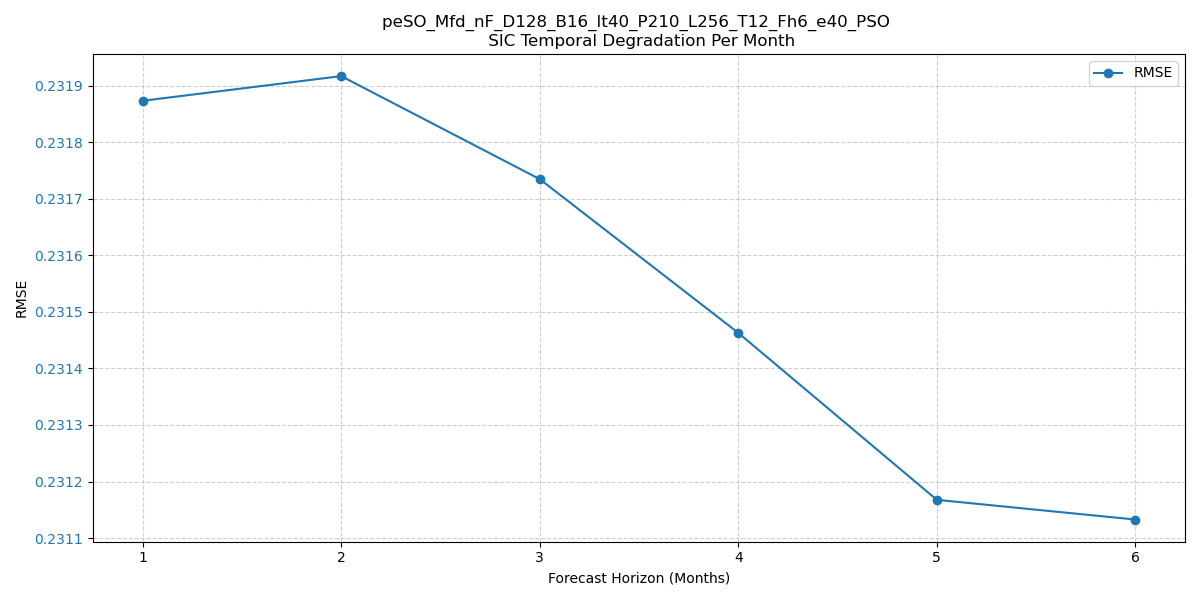 peSO_Mfd_nF_D128_B16_lt40_P210_L256_T12_Fh6_e40_PSO
SIC Temporal Degradation Per Month
RMSE
0.2319
0.2318
0.2317
0.2316
0.2315
0.2314
0.2313
0.2312
0.2311
RMSE
1 2 3 4 5 6
Forecast Horizon (Months)